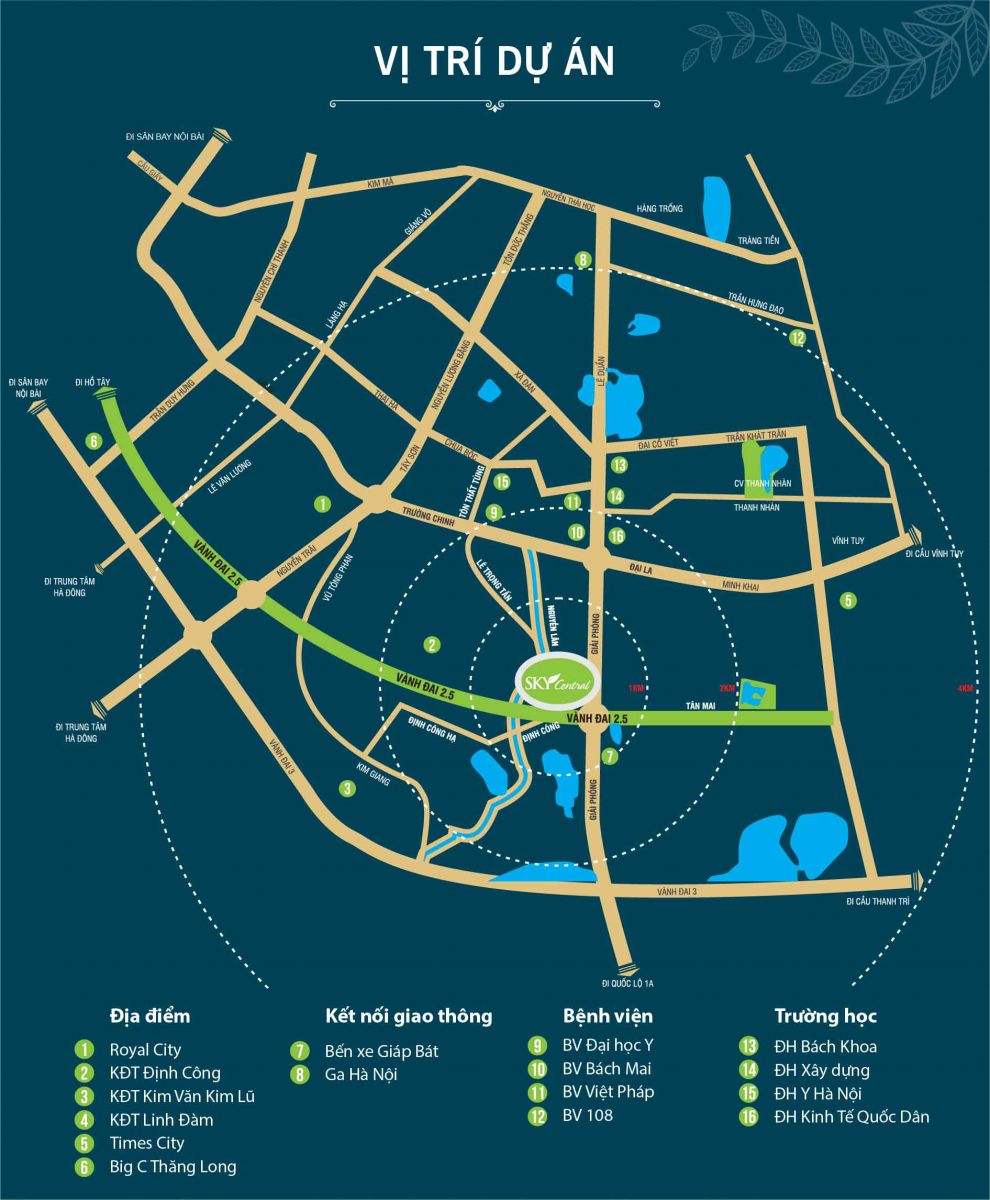 VỊ TRÍ DỰ ÁN
ĐI SÂN BAY NỘI BÀI
CẦU GIẤY
KIM MÃ
NGUYỄN THÁI HỌC
HÀNG TRỐNG
TRÀNG TIỀN
GIẢNG VÕ
TÔN ĐỨC THẮNG
NGUYỄN CHÍ THANH
8
TRẦN HƯNG ĐẠO
12
LÁNG HẠ
LÊ DUẨN
NGUYỄN LƯƠNG BẰNG
XÃ ĐÀN
ĐI SÂN BAY
NỘI BÀI
ĐI HỒ TÂY
TRẦN DUY HƯNG
THÁI HÀ
6
CHÙA BỘC
TÂY SƠN
ĐẠI CỒ VIỆT
TRẦN KHÁT TRÂN
13
LÊ VĂN LƯƠNG
TÔN THẤT TÙNG
15
CV THANH NHÀN
1
11
14
THANH NHÀN
TRƯỜNG CHINH
9
10
16
VĨNH TUY
ĐI CẦU VĨNH TUY
VÀNH ĐAI 2.5
NGUYỄN TRÃI
VŨ TÔNG PHAN
LÊ TRỌNG TẤN
ĐẠI LA
MINH KHAI
ĐI TRUNG TÂM
HÀ ĐÔNG
5
NGUYỄN LÂN
GIẢI PHÓNG
2
SKY Central
VÀNH ĐAI 2.5
1KM
2KM
4KM
TÂN MAI
VÀNH ĐAI 2.5
ĐI TRUNG TÂM
HÀ ĐÔNG
ĐỊNH CÔNG HẠ
ĐỊNH CÔNG
7
VÀNH ĐAI 3
KIM GIANG
3
GIẢI PHÓNG
VÀNH ĐAI 3
ĐI CẦU THANH TRÌ
ĐI QUỐC LỘ 1A
Địa điểm
1 Royal City
2 KĐT Định Công
3 KĐT Kim Văn Kim Lũ
4 KĐT Linh Đàm
5 Times City
6 Big C Thăng Long
Kết nối giao thông
7 Bến xe Giáp Bát
8 Ga Hà Nội
Bệnh viện
9 BV Đại học Y
10 BV Bách Mai
11 BV Việt Pháp
12 BV 108
Trường học
13 ĐH Bách Khoa
14 ĐH Xây dựng
15 ĐH Y Hà Nội
16 ĐH Kinh Tế Quốc Dân